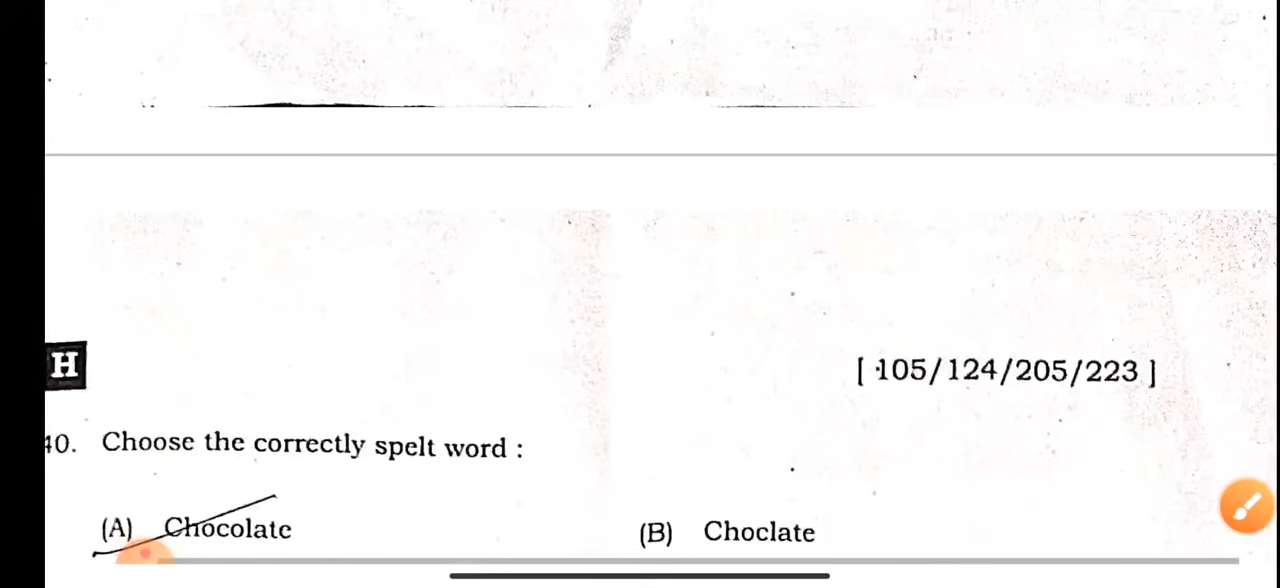 H
[ 105/124/205/223 ]
40. Choose the correctly spelt word :
(A) Chocolate
(B) Choclate